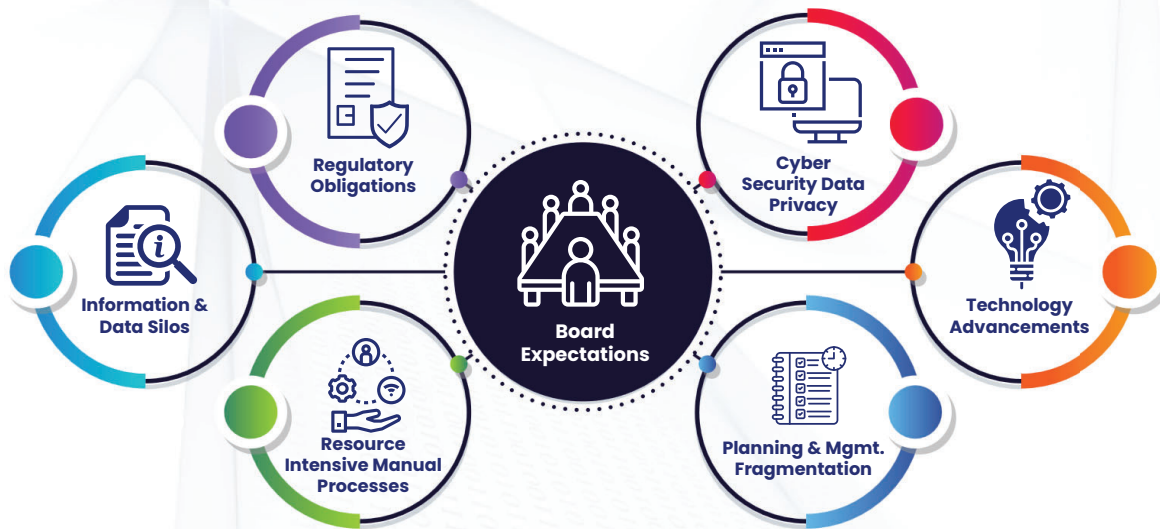 Regulatory
Obligations
Cyber
Security Data
Privacy
Information &
Data Silos
Board
Expectations
Technology
Advancements
Resource
Intensive Manual
Processes
Planning & Mgmt.
Fragmentation